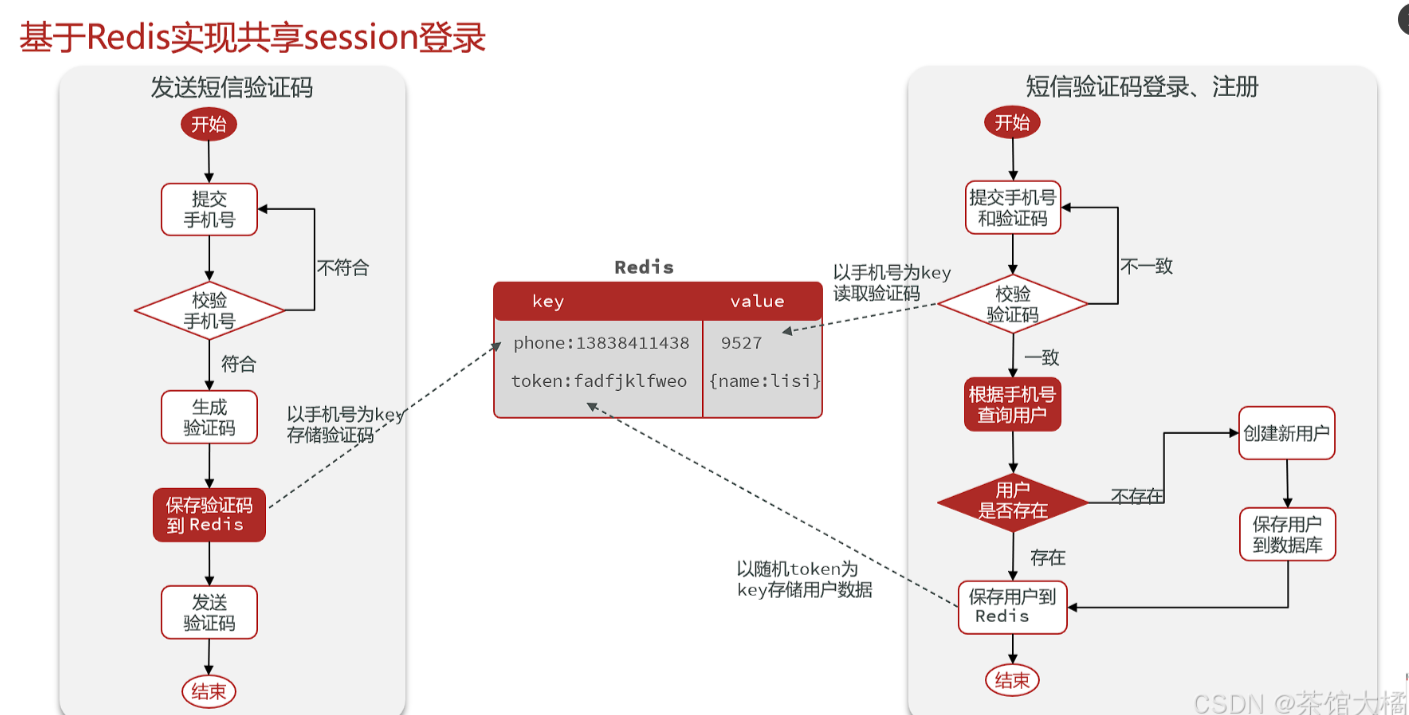 基于Redis实现共享session登录
发送短信验证码
开始
提交
手机号
不符合
校验
手机号
符合
生成
验证码
以手机号为key
存储验证码
保存验证码
到 Redis
发送
验证码
结束
Redis
key
value
phone:13838411438
9527
token:fadfjklfweo
{name:lisi}
以手机号为key
读取验证码
以随机token为
key存储用户数据
短信验证码登录、注册
开始
提交手机号
和验证码
不一致
校验
验证码
一致
根据手机号
查询用户
用户
是否存在
不存在
创建新用户
保存用户
到数据库
存在
保存用户到
Redis
结束
CSDN @茶馆大橘